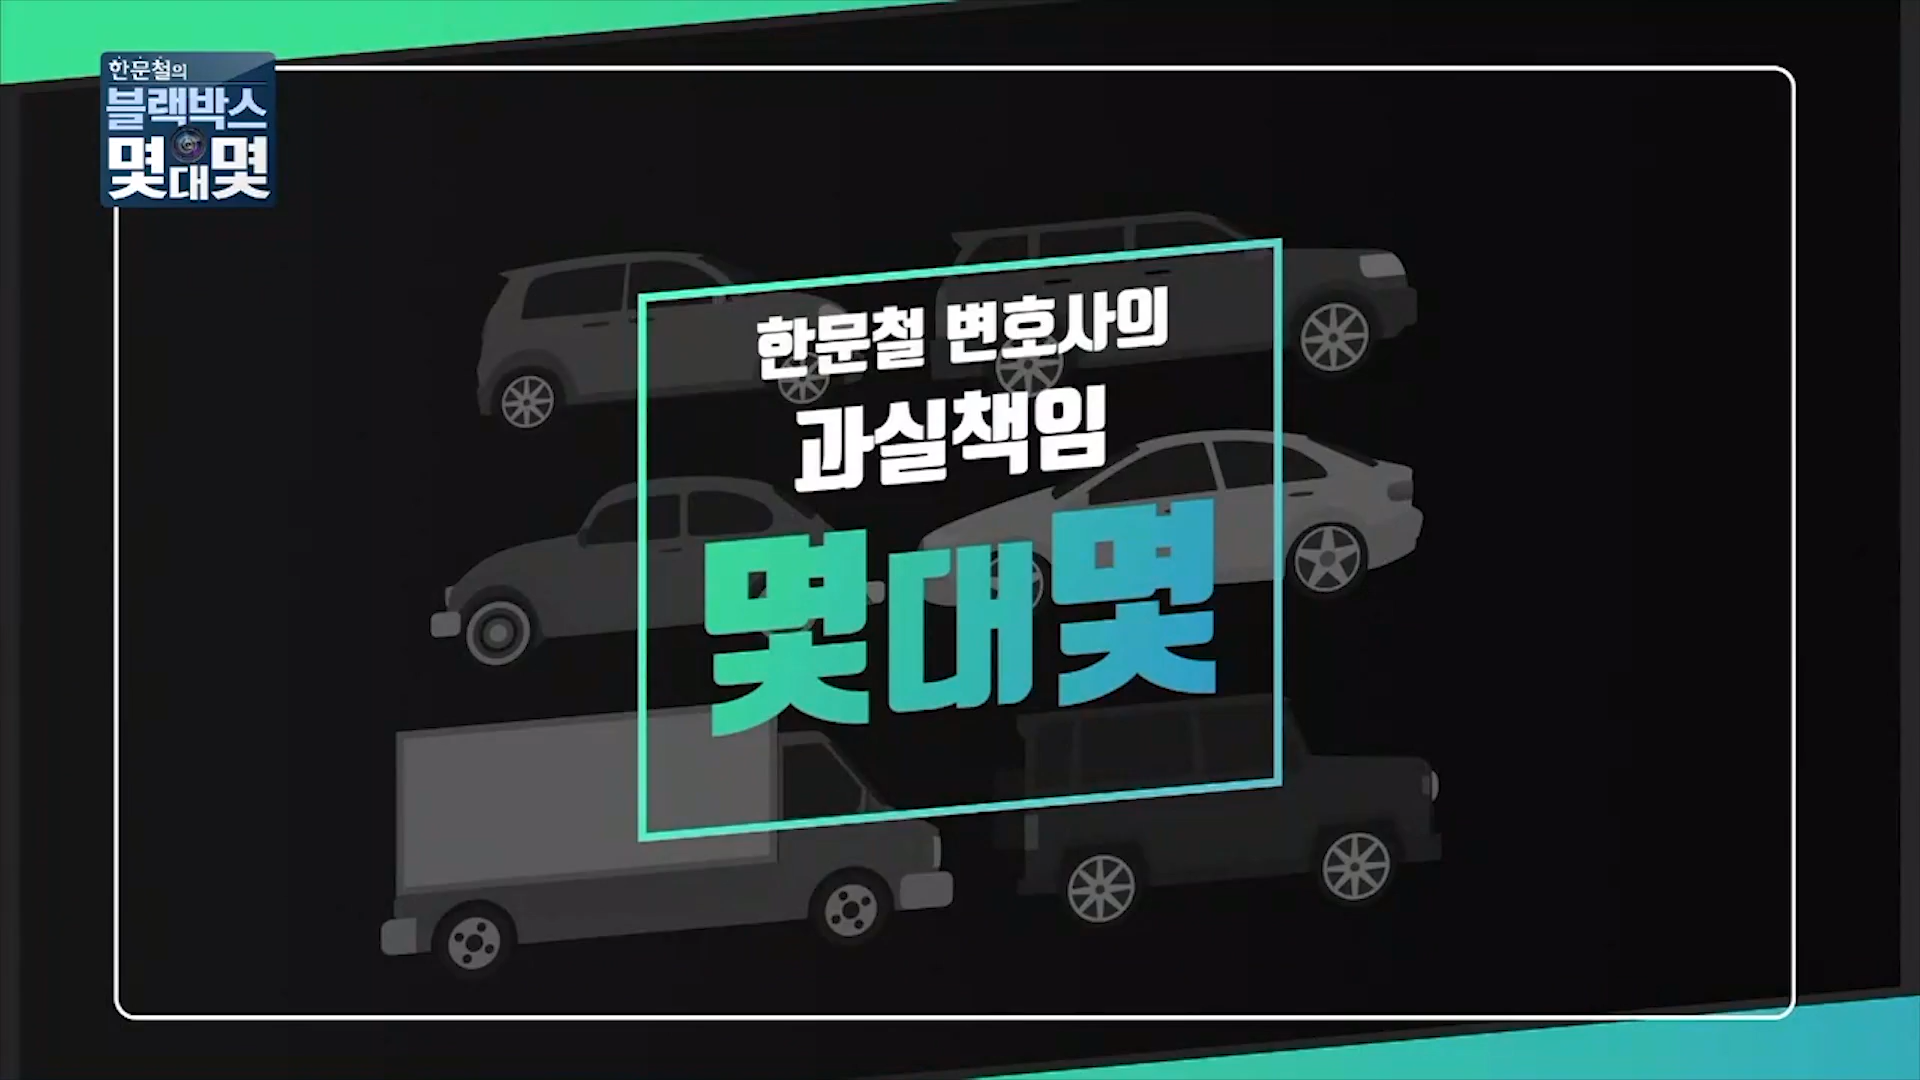 한문철의
블랙박스
몇대몇
한문철 변호사의
과실책임
몇대몇